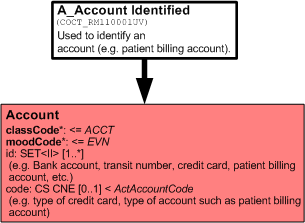 A_Account Identified
(COCT_RM110001UV)
Used to identify an
account (e.g. patient billing account).
Account
classCode*: <= ACCT
moodCode*: <= EVN
id: SET<II> [1..*]
(e.g. Bank account, transit number, credit card, patient billing
account, etc.)
code: CS CNE [0..1] < ActAccountCode
(e.g. type of credit card, type of account such as patient billing
account)